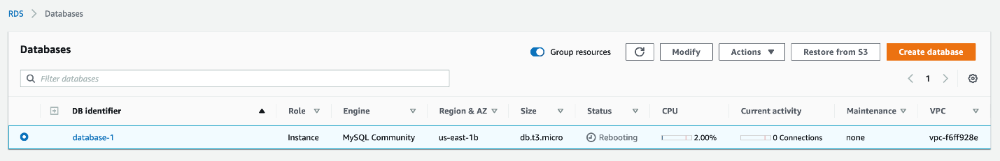 RDS > Databases
Databases Group resources Modify Actions Restore from S3 Create database
Filter databases 1
DB identifier Role Engine Region & AZ Size Status CPU Current activity Maintenance VPC
database-1 Instance MySQL Community us-east-1b db.t3.micro Rebooting 2.00% 0 Connections none vpc-f6ff928e